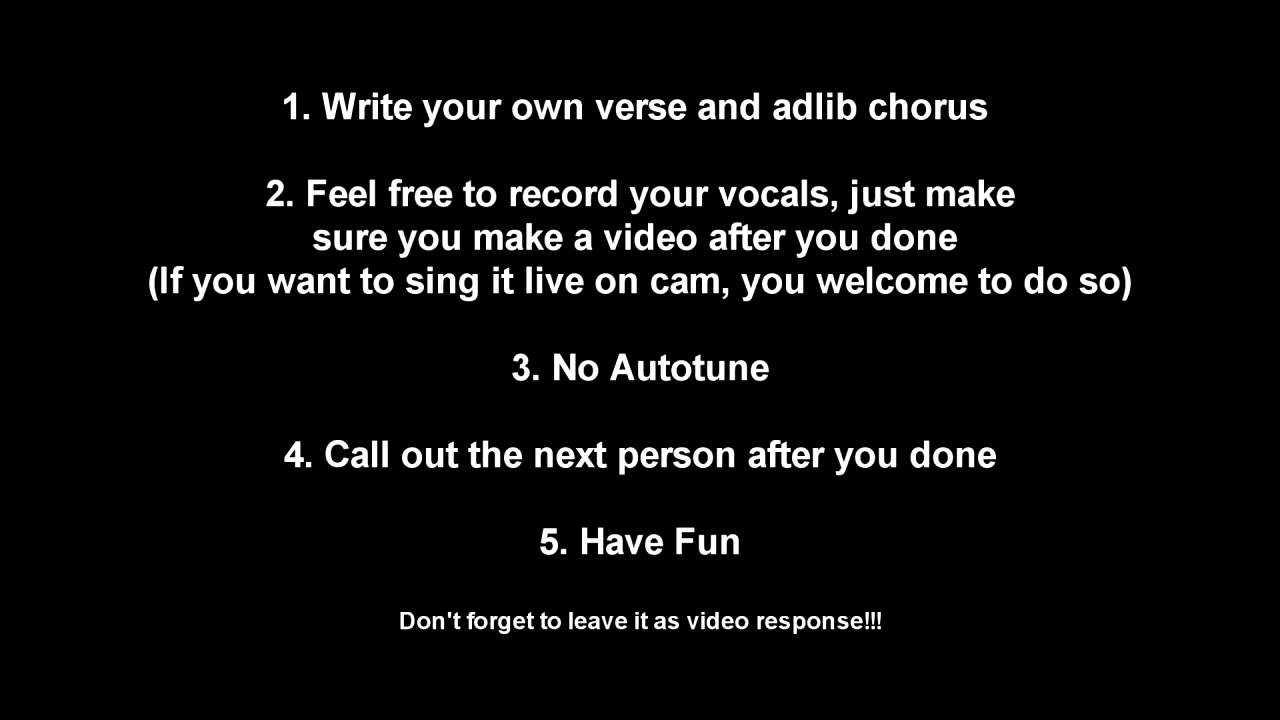 1. Write your own verse and adlib chorus
2. Feel free to record your vocals, just make
sure you make a video after you done
(If you want to sing it live on cam, you welcome to do so)
3. No Autotune
4. Call out the next person after you done
5. Have Fun
Don't forget to leave it as video response!!!